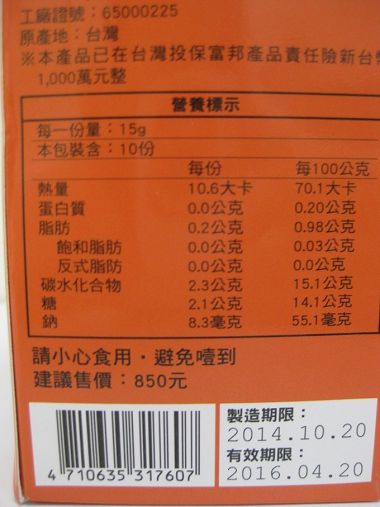 工廠證號：65000225
原產地：台灣
※本產品已在台灣投保富邦產品責任險新台幣
1,000萬元整
營養標示
每一份量：15g
本包裝含：10份
每份 每100公克
熱量 10.6大卡 70.1大卡
蛋白質 0.0公克 0.20公克
脂肪 0.2公克 0.98公克
飽和脂肪 0.0公克 0.03公克
反式脂肪 0.0公克 0.0公克
碳水化合物 2.3公克 15.1公克
糖 2.1公克 14.1公克
鈉 8.3毫克 55.1毫克
請小心食用・避免噎到
建議售價：850元
製造期限：
2014.10.20
有效期限：
2016.04.20
4 710635 317607